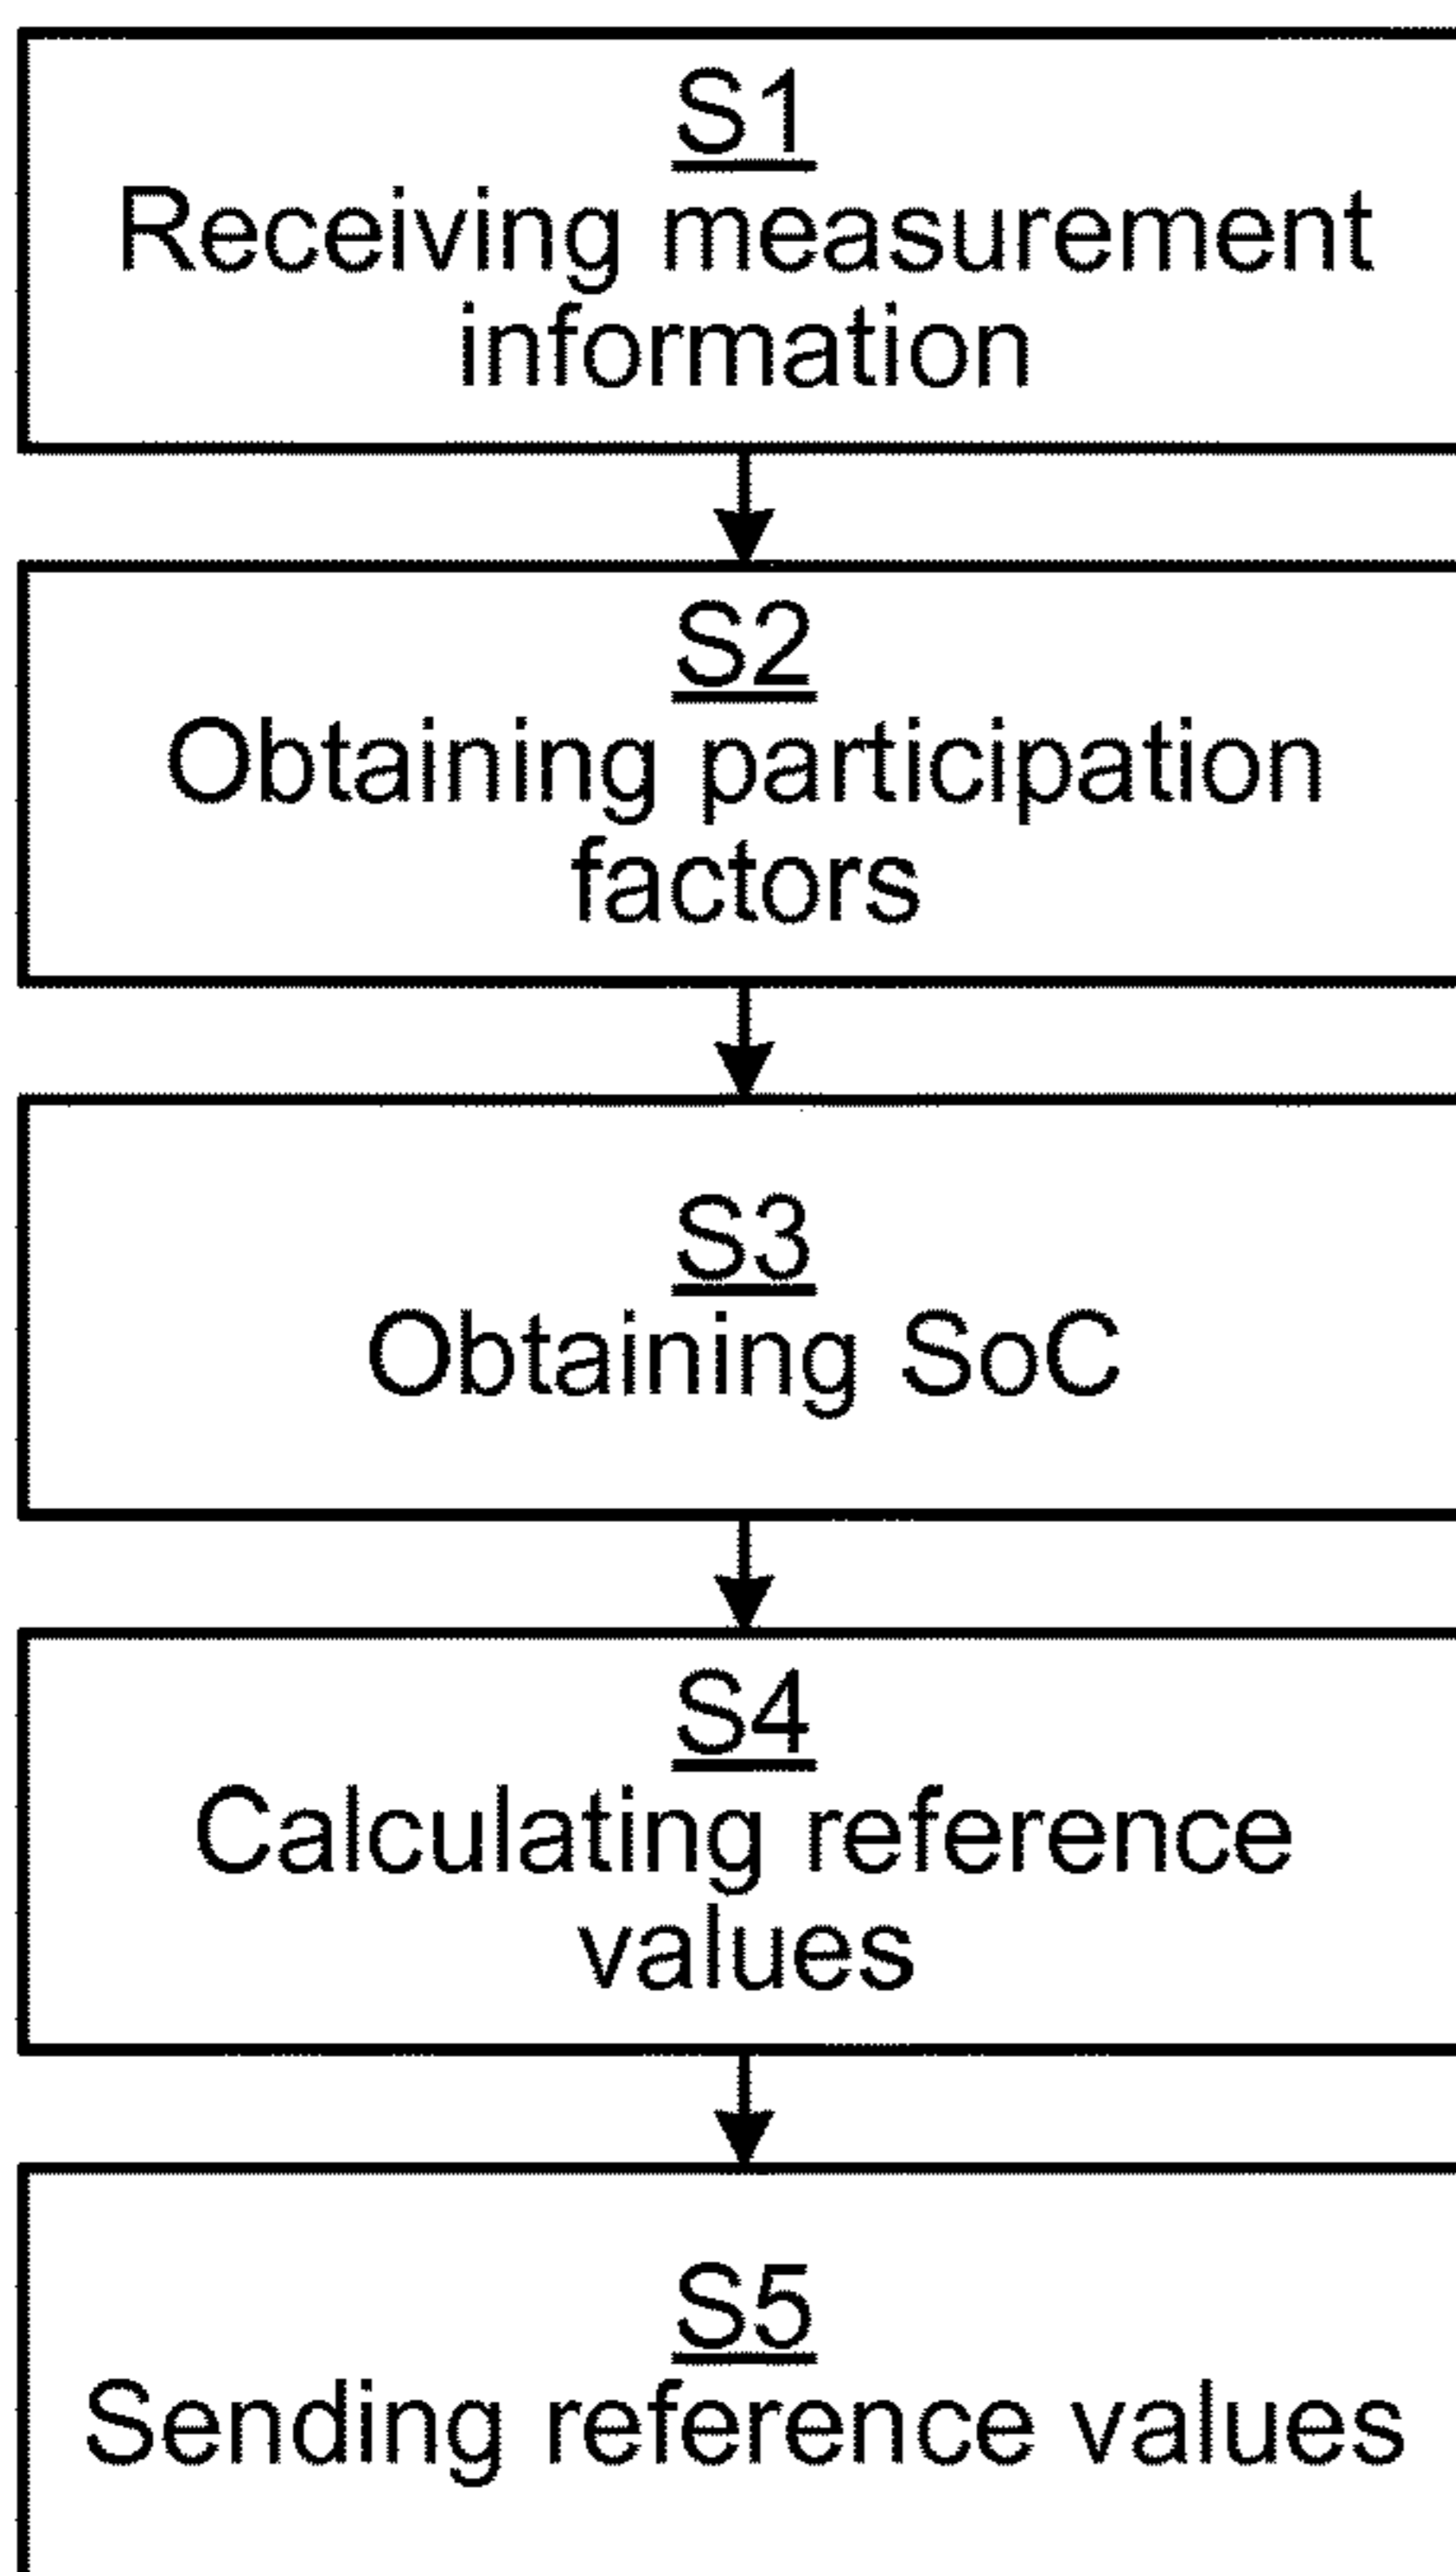 S1
Receiving measurement
information
S2
Obtaining participation
factors
S3
Obtaining SoC
S4
Calculating reference
values
S5
Sending reference values